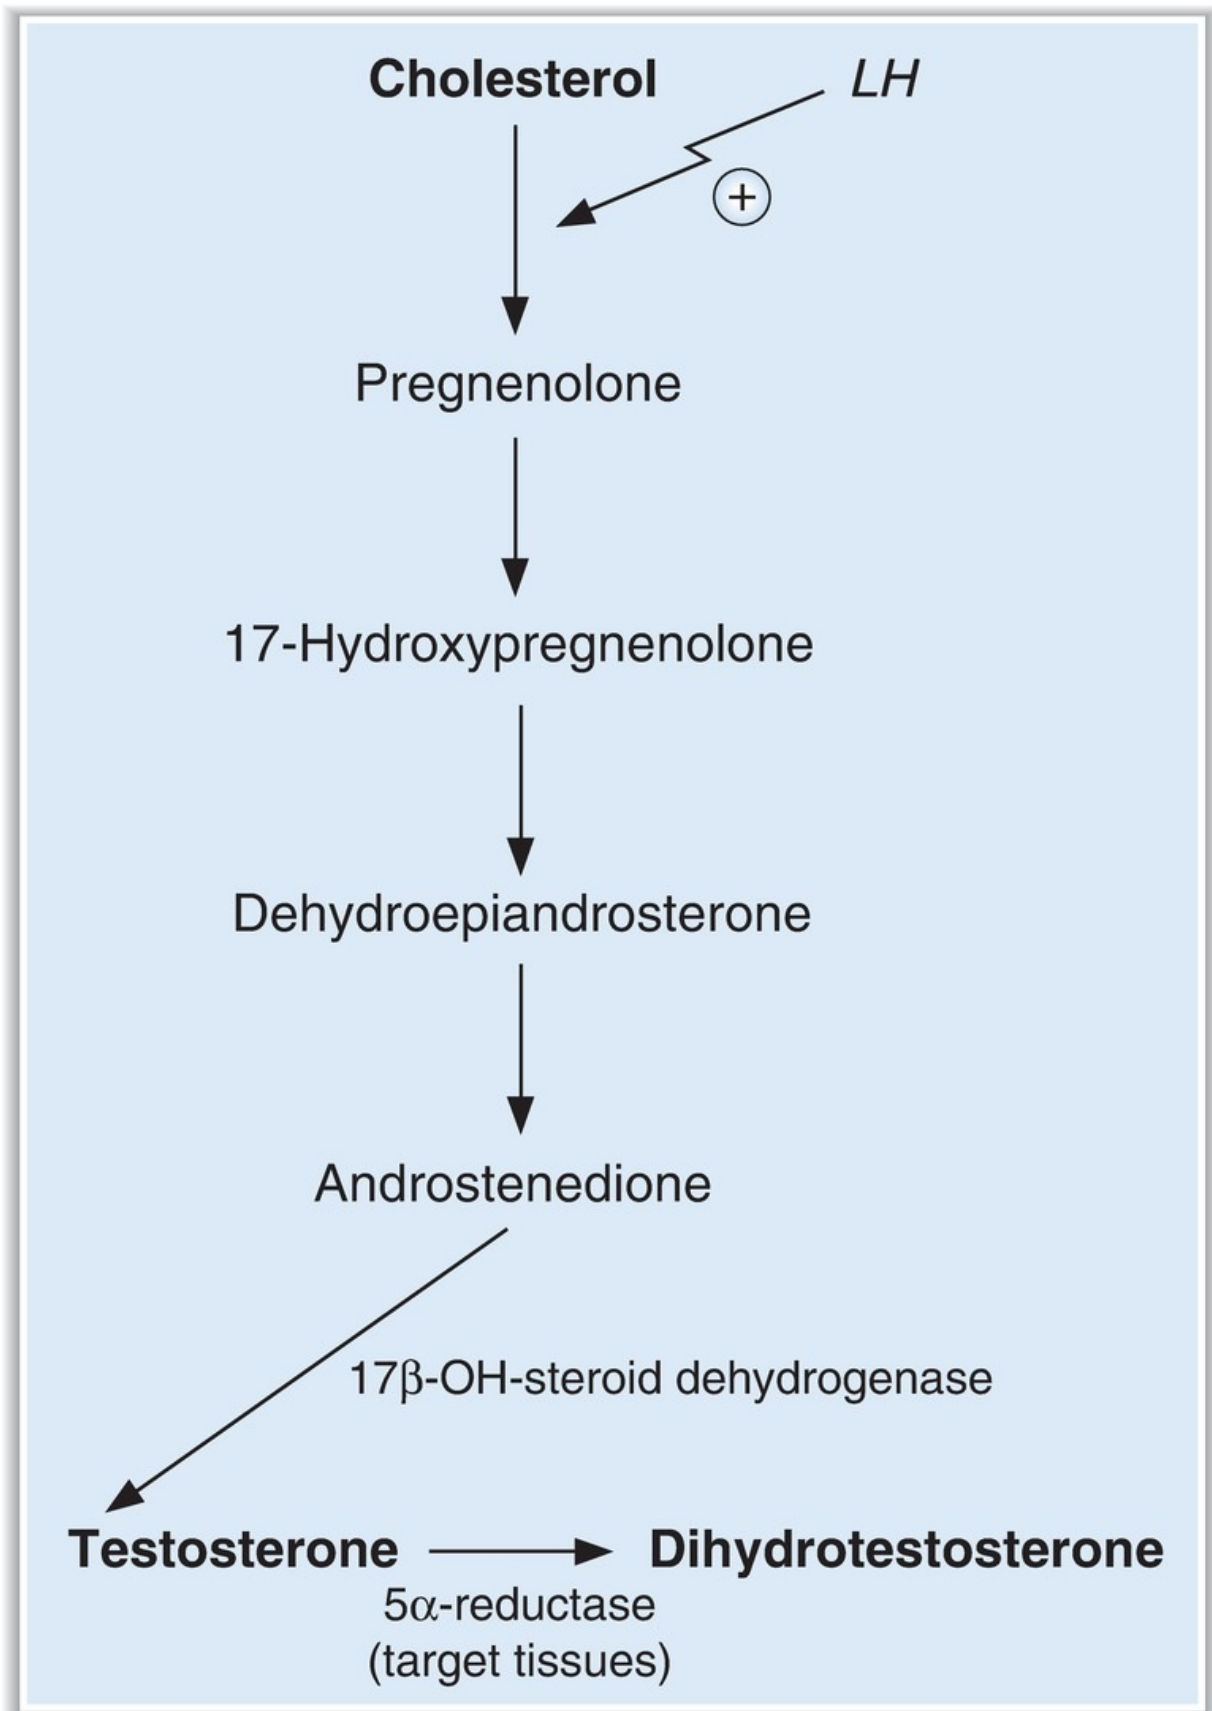 Cholesterol
LH
+
Pregnenolone
17-Hydroxypregnenolone
Dehydroepiandrosterone
Androstenedione
17β-OH-steroid dehydrogenase
Testosterone
Dihydrotestosterone
5α-reductase
(target tissues)